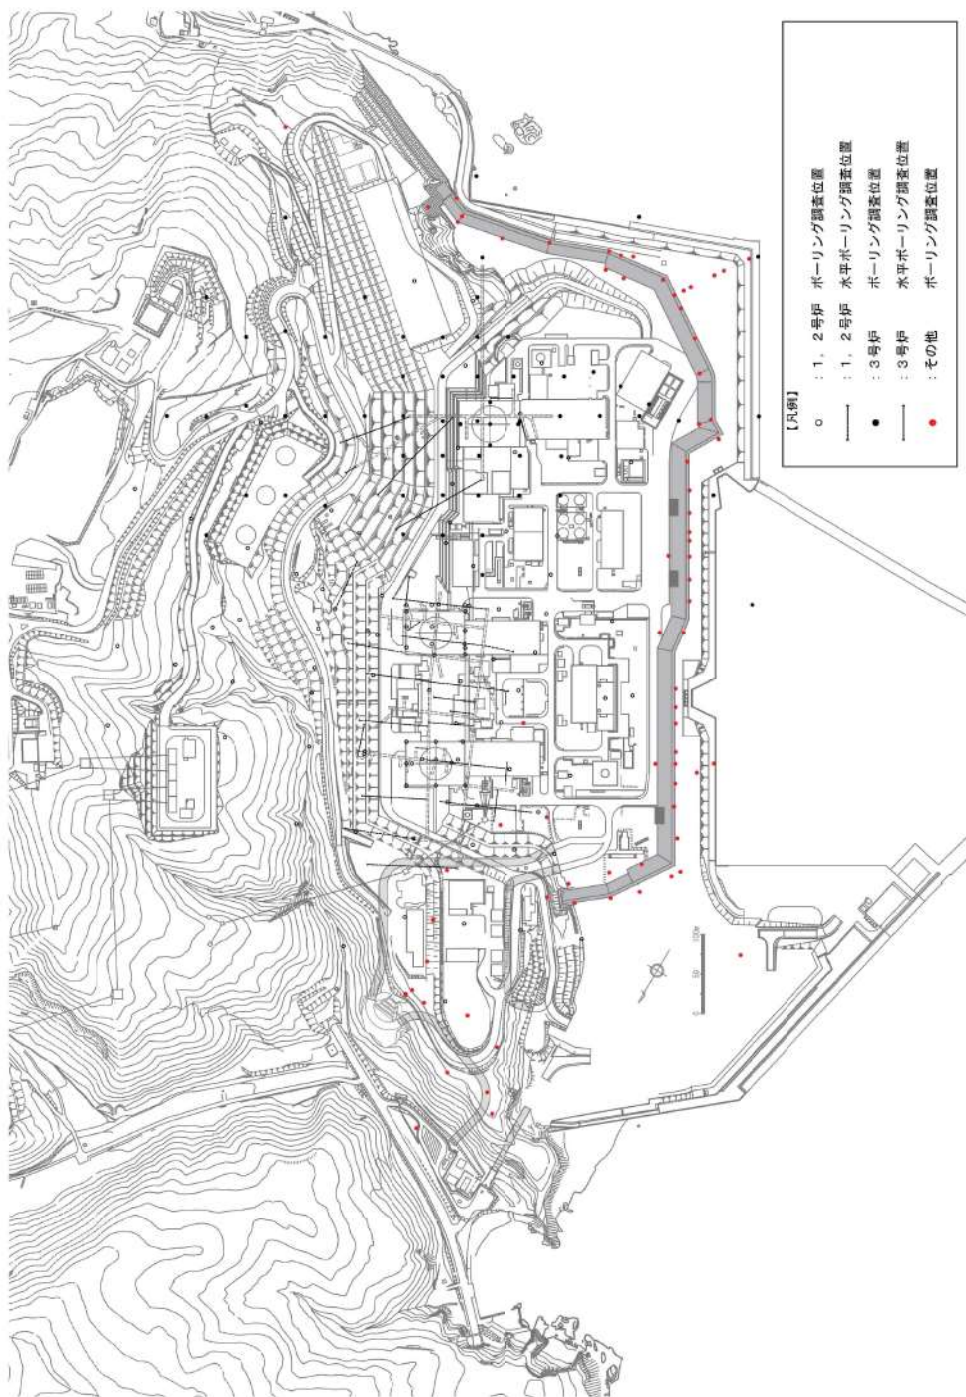 【凡例】
：１，２号炉　ボーリング調査位置
：１，２号炉　水平ボーリング調査位置
：３号炉　ボーリング調査位置
：３号炉　水平ボーリング調査位置
：その他　ボーリング調査位置
0 50 100m